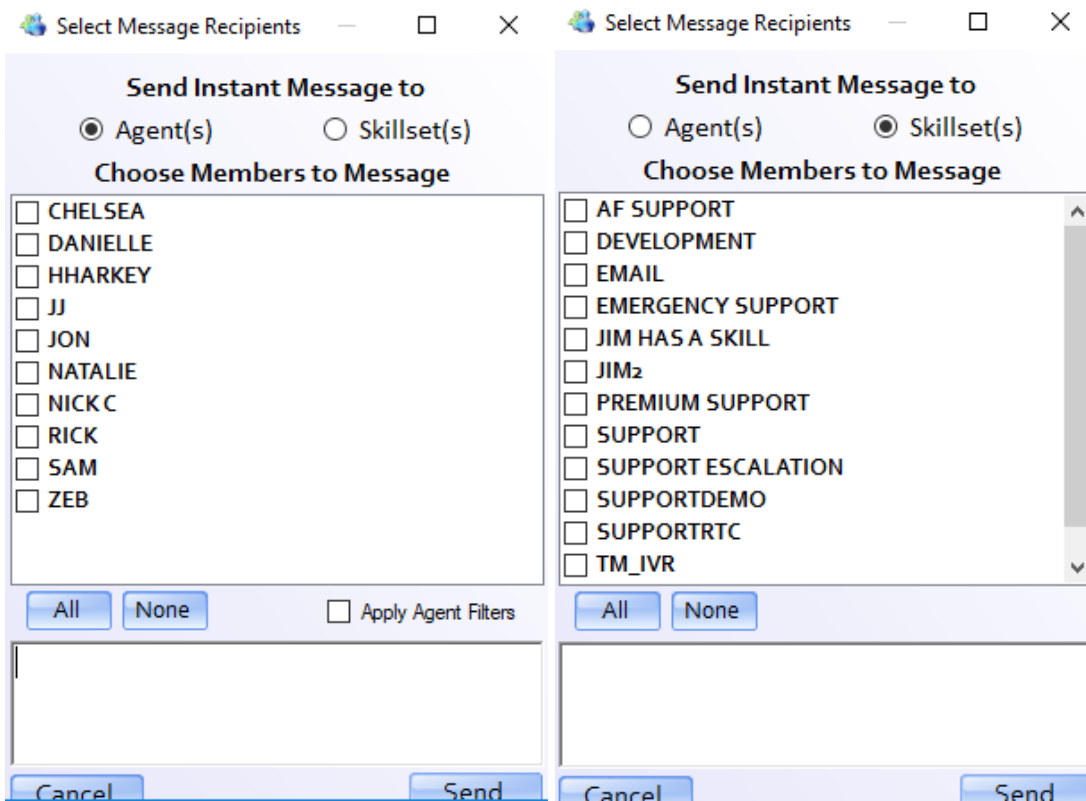 Select Message Recipients
Send Instant Message to
Agent(s) Skillset(s)
Choose Members to Message
CHELSEA
DANIELLE
HHARKEY
JJ
JON
NATALIE
NICK C
RICK
SAM
ZEB
All None Apply Agent Filters
Cancel Send
Select Message Recipients
Send Instant Message to
Agent(s) Skillset(s)
Choose Members to Message
AF SUPPORT
DEVELOPMENT
EMAIL
EMERGENCY SUPPORT
JIM HAS A SKILL
JIM2
PREMIUM SUPPORT
SUPPORT
SUPPORT ESCALATION
SUPPORTDEMO
SUPPORTRTC
TM_IVR
All None
Cancel Send